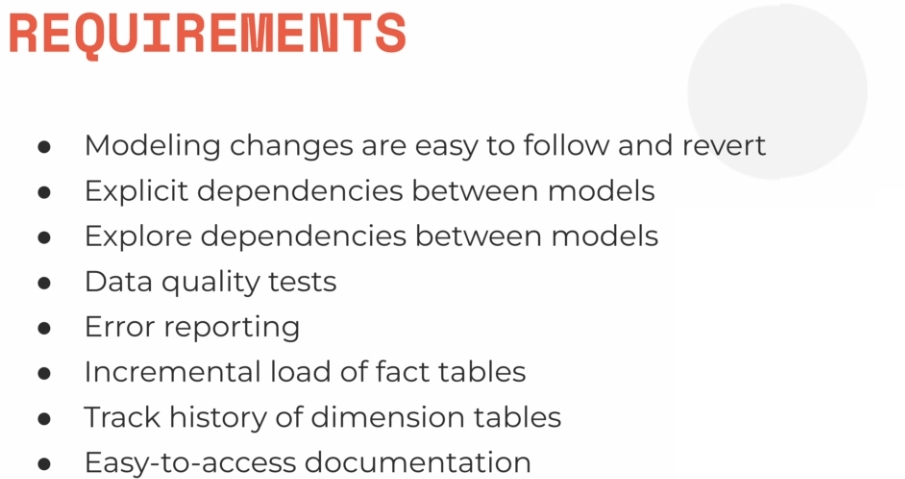 REQUIREMENTS
● Modeling changes are easy to follow and revert
● Explicit dependencies between models
● Explore dependencies between models
● Data quality tests
● Error reporting
● Incremental load of fact tables
● Track history of dimension tables
● Easy-to-access documentation